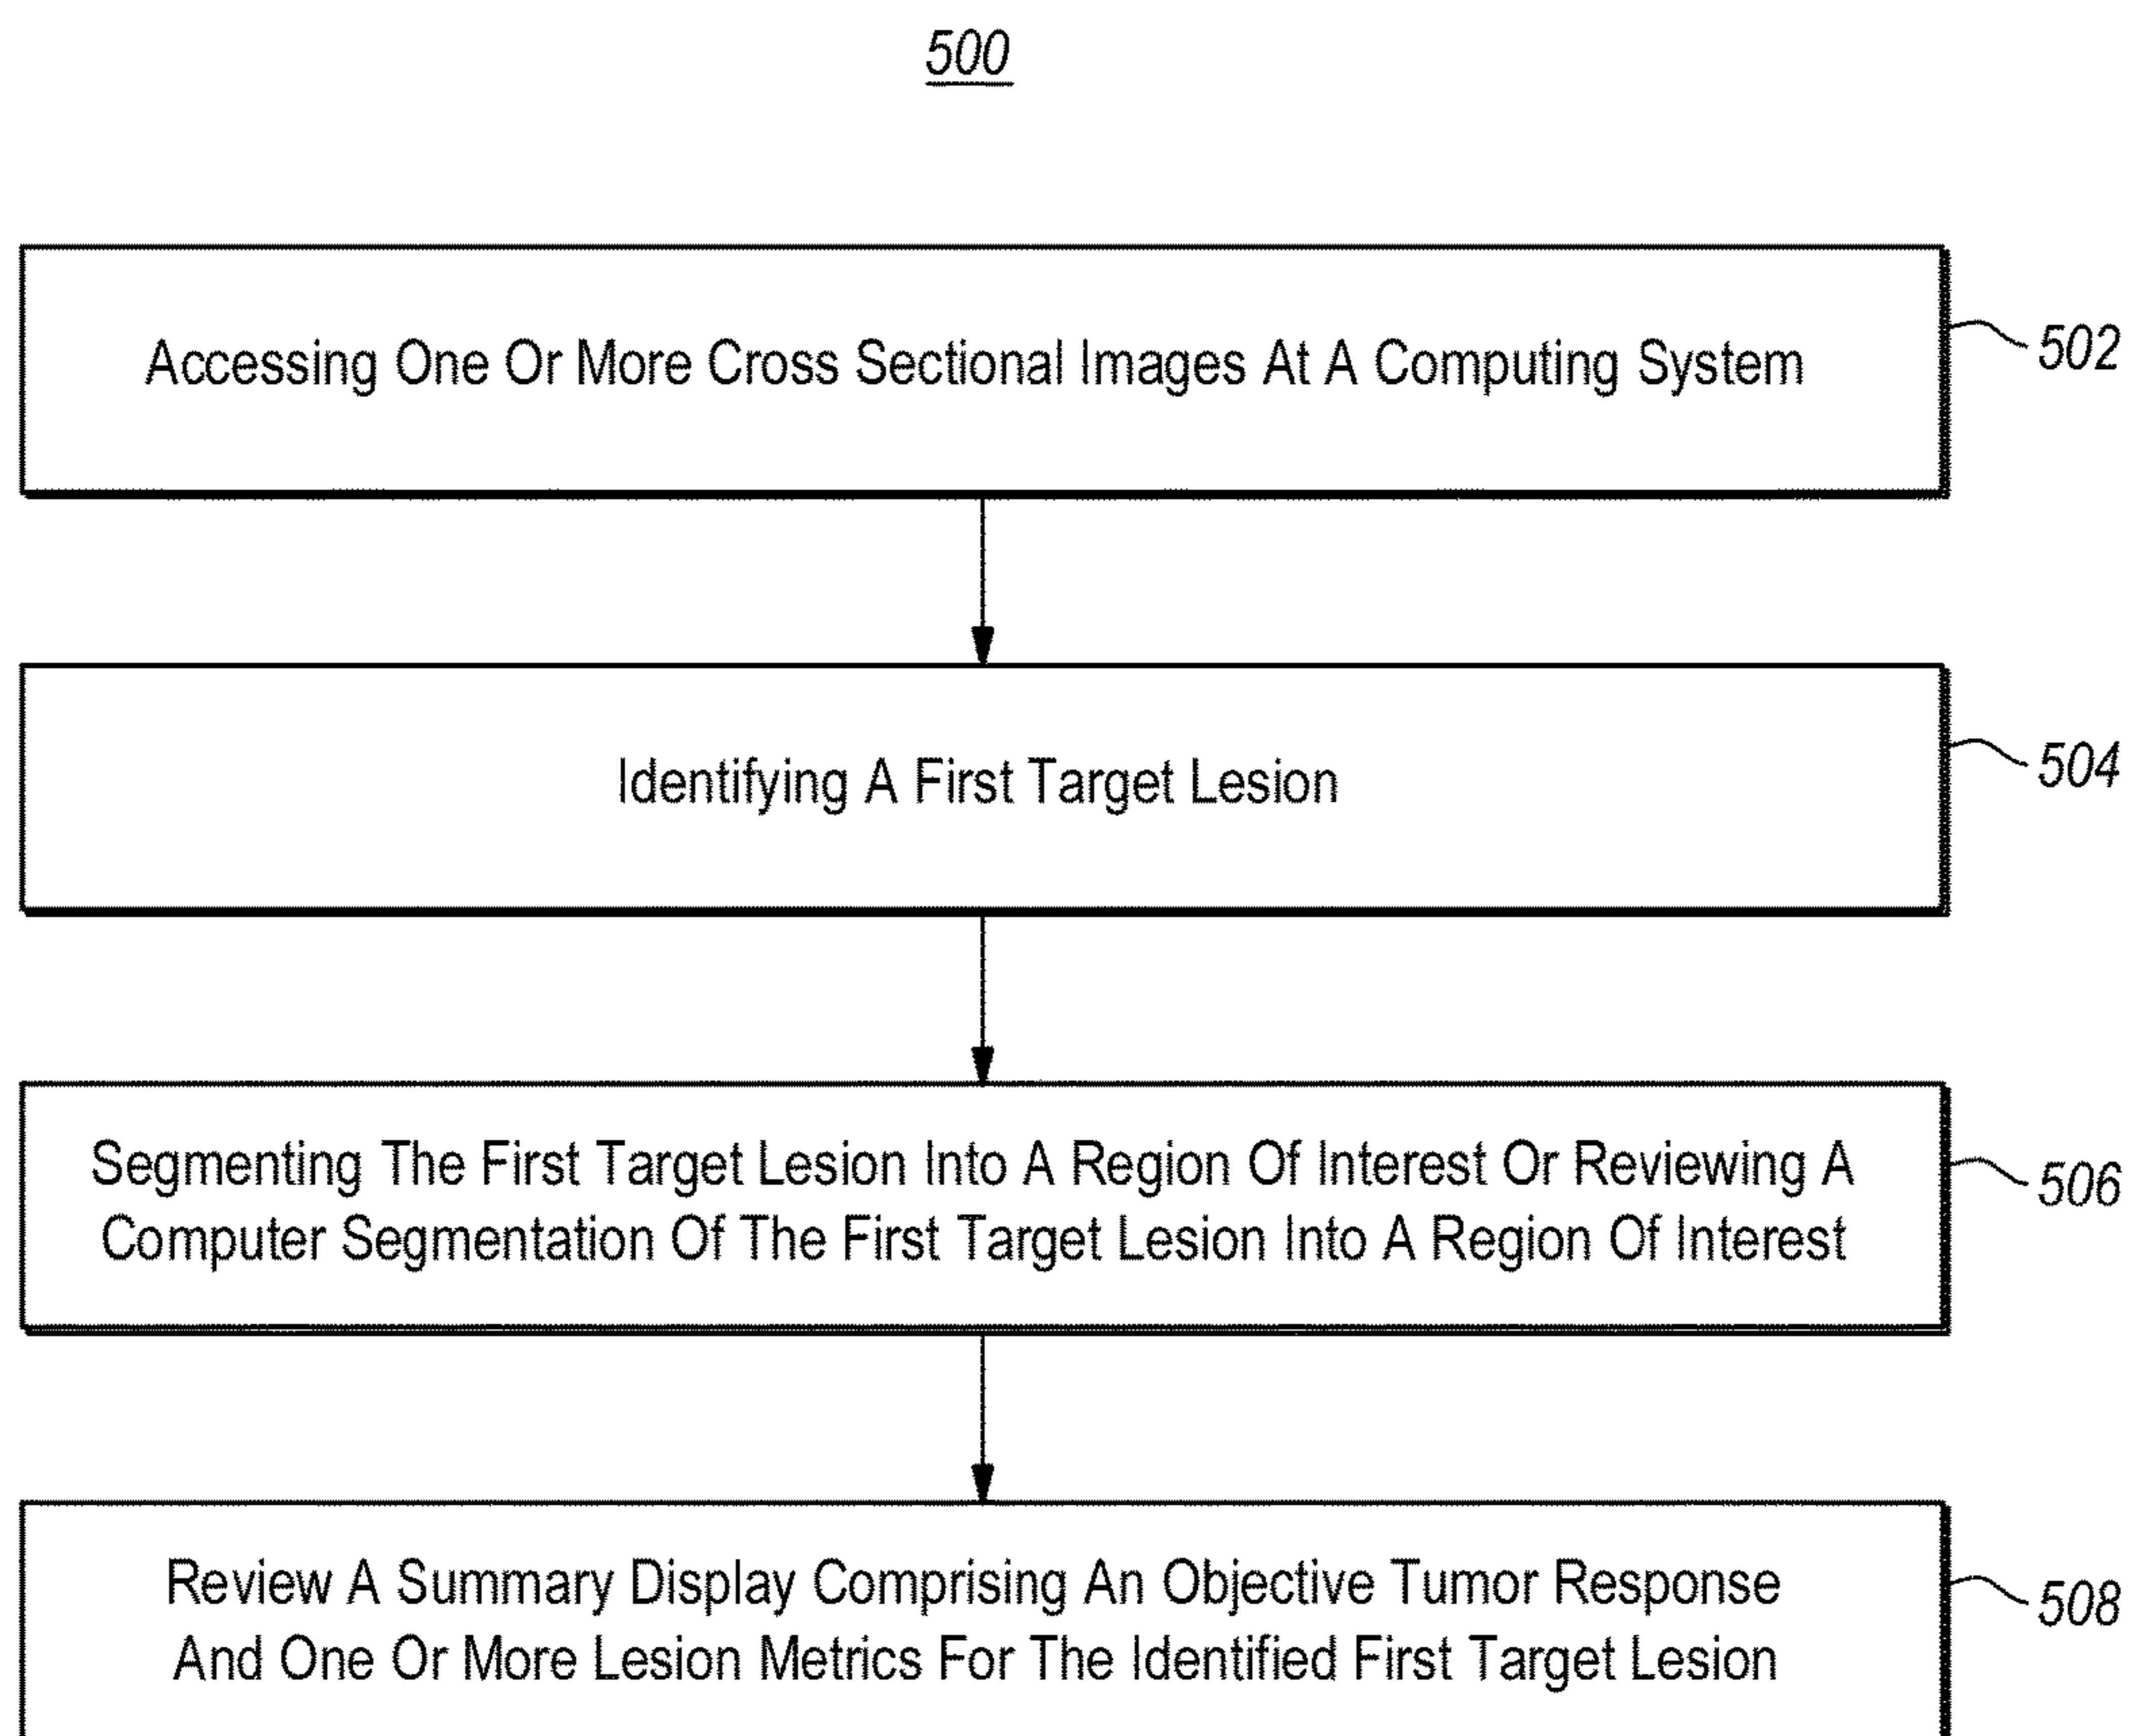 500
Accessing One Or More Cross Sectional Images At A Computing System
502
Identifying A First Target Lesion
504
Segmenting The First Target Lesion Into A Region Of Interest Or Reviewing A
Computer Segmentation Of The First Target Lesion Into A Region Of Interest
506
Review A Summary Display Comprising An Objective Tumor Response
And One Or More Lesion Metrics For The Identified First Target Lesion
508